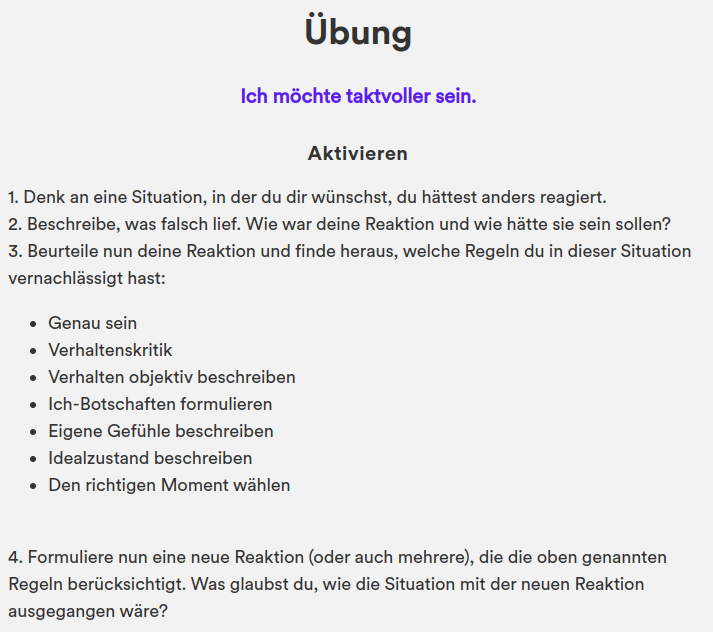 Übung
Ich möchte taktvoller sein.
Aktivieren
1. Denk an eine Situation, in der du dir wünschst, du hättest anders reagiert.
2. Beschreibe, was falsch lief. Wie war deine Reaktion und wie hätte sie sein sollen?
3. Beurteile nun deine Reaktion und finde heraus, welche Regeln du in dieser Situation
vernachlässigt hast:
• Genau sein
• Verhaltenskritik
• Verhalten objektiv beschreiben
• Ich-Botschaften formulieren
• Eigene Gefühle beschreiben
• Idealzustand beschreiben
• Den richtigen Moment wählen
4. Formuliere nun eine neue Reaktion (oder auch mehrere), die die oben genannten
Regeln berücksichtigt. Was glaubst du, wie die Situation mit der neuen Reaktion
ausgegangen wäre?